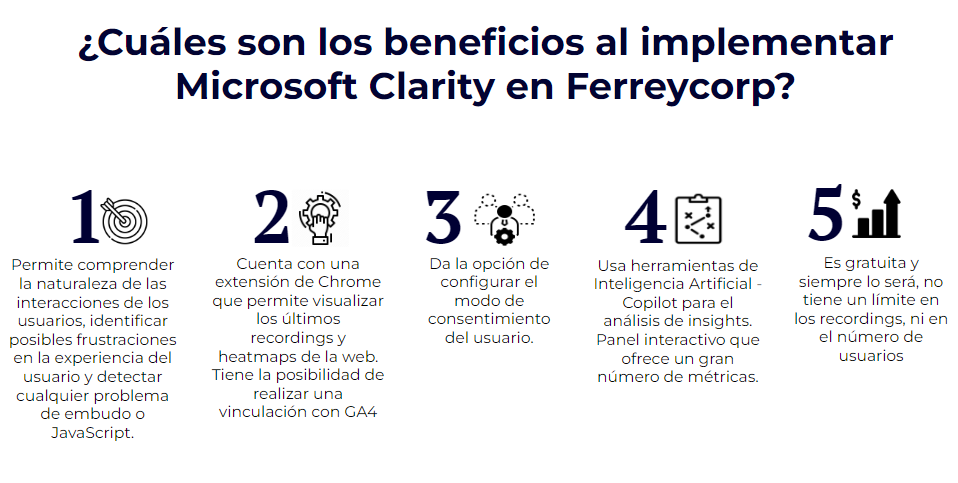 ¿Cuáles son los beneficios al implementar
Microsoft Clarity en Ferreycorp?
1
Permite comprender
la naturaleza de las
interacciones de los
usuarios, identificar
posibles frustraciones
en la experiencia del
usuario y detectar
cualquier problema
de embudo o
JavaScript.
2
Cuenta con una
extensión de Chrome
que permite visualizar
los últimos
recordings y
heatmaps de la web.
Tiene la posibilidad de
realizar una
vinculación con GA4
3
Da la opción de
configurar el
modo de
consentimiento
del usuario.
4
Usa herramientas de
Inteligencia Artificial -
Copilot para el
análisis de insights.
Panel interactivo que
ofrece un gran
número de métricas.
5
$
Es gratuita y
siempre lo será, no
tiene un límite en
los recordings, ni en
el número de
usuarios